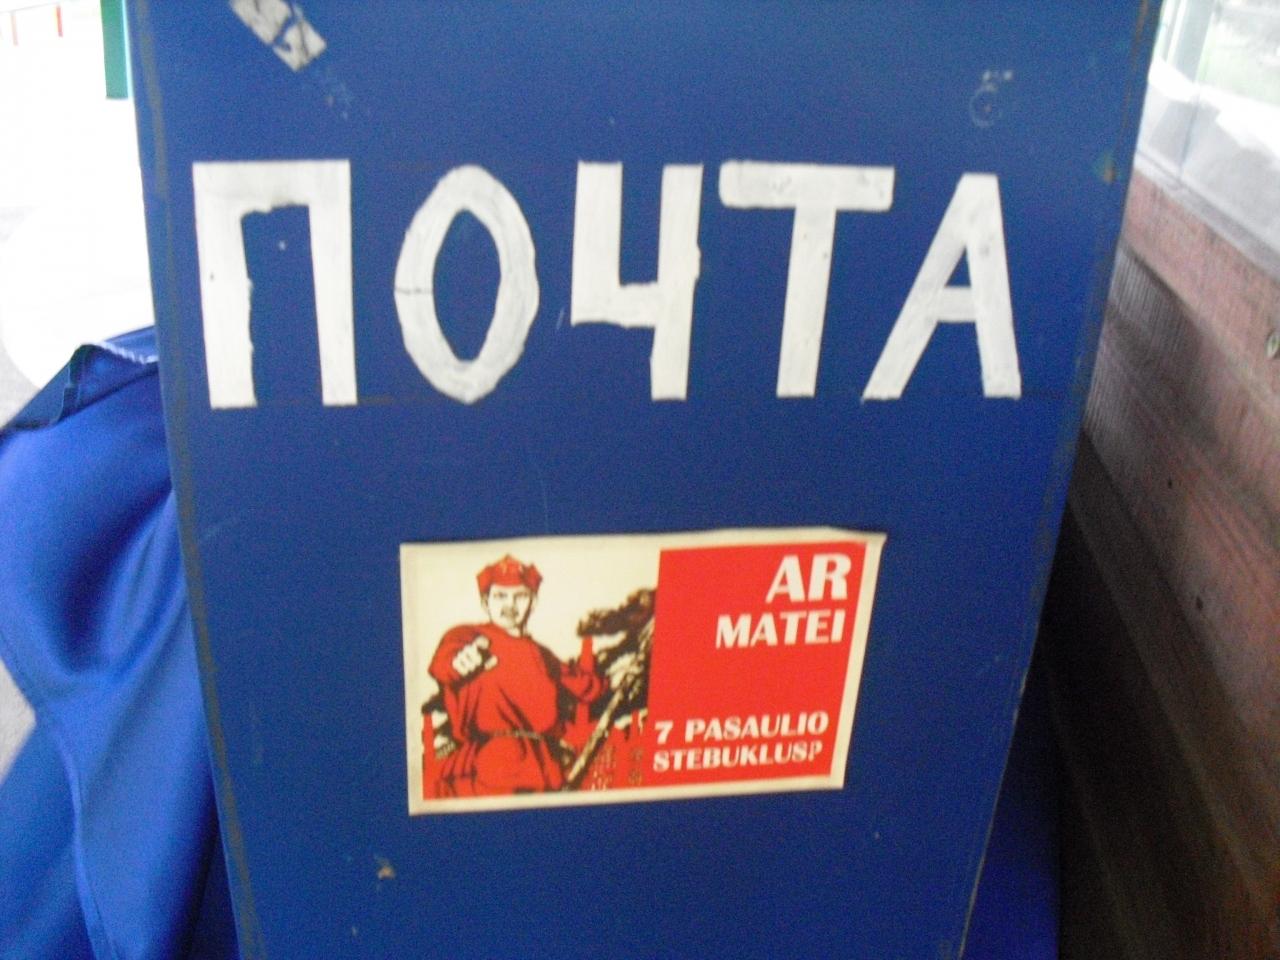 ПОЧТА
AR
MATEI
7 PASAULIO
STEBUKLUS?